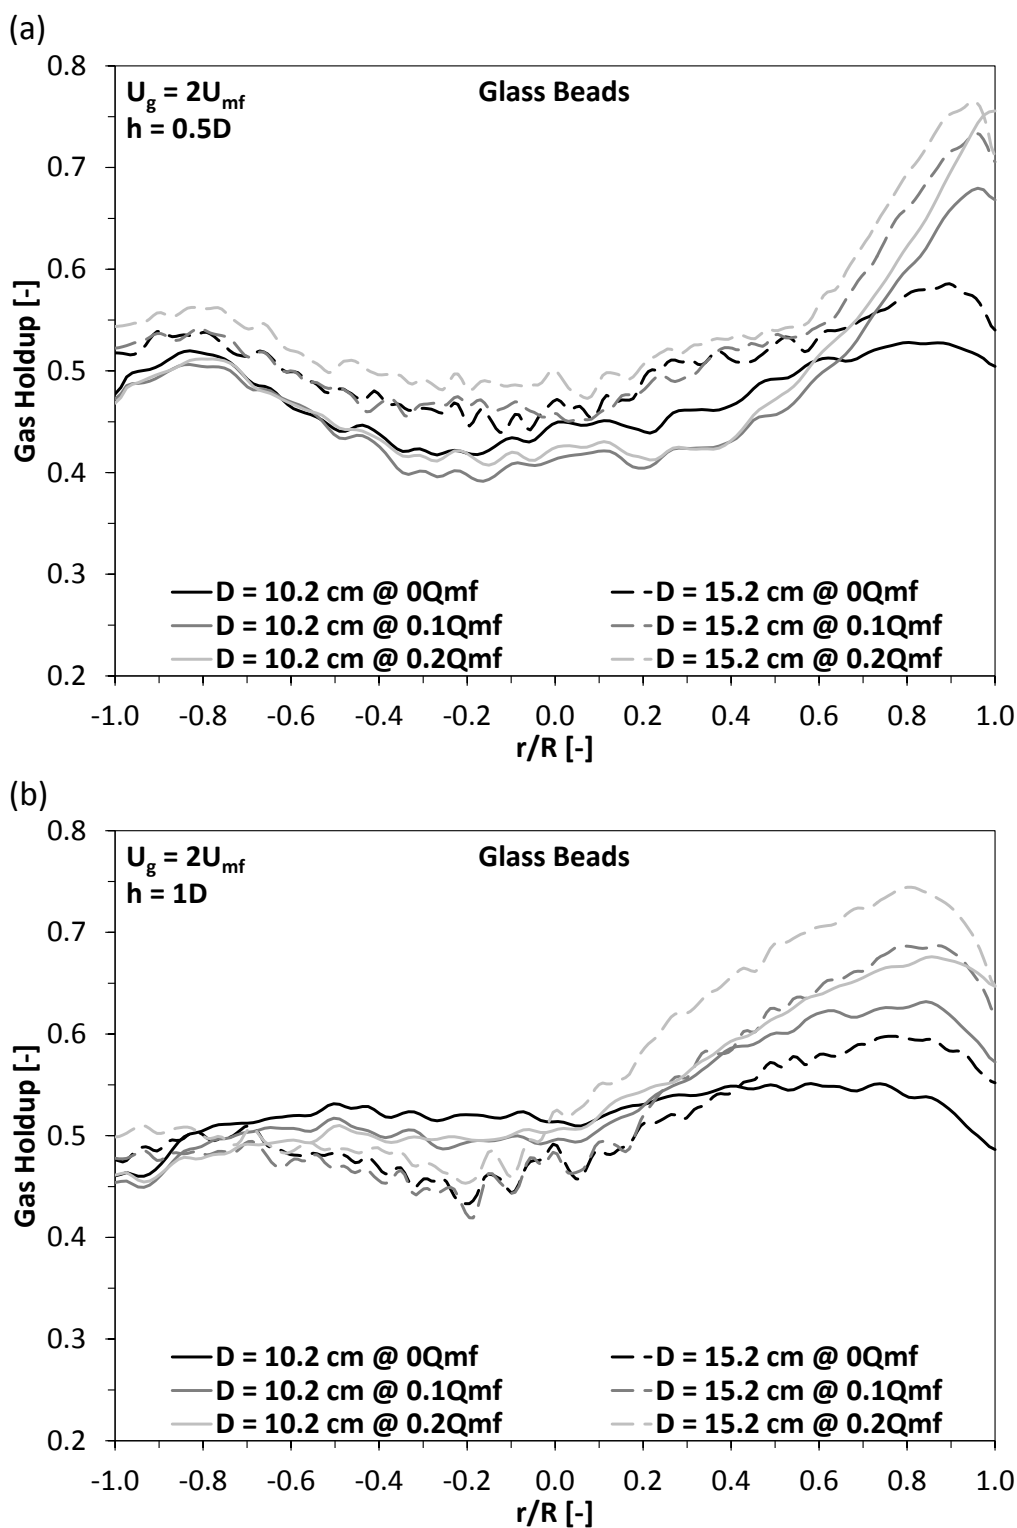 (a)
0.8
U_g = 2U_mf
Glass Beads
h = 0.5D
0.7
0.6
Gas Holdup [-]
0.5
0.4
0.3
D = 10.2 cm @ 0Qmf
D = 15.2 cm @ 0Qmf
D = 10.2 cm @ 0.1Qmf
D = 15.2 cm @ 0.1Qmf
D = 10.2 cm @ 0.2Qmf
D = 15.2 cm @ 0.2Qmf
0.2
-1.0 -0.8 -0.6 -0.4 -0.2 0.0 0.2 0.4 0.6 0.8 1.0
r/R [-]
(b)
0.8
U_g = 2U_mf
Glass Beads
h = 1D
0.7
0.6
Gas Holdup [-]
0.5
0.4
0.3
D = 10.2 cm @ 0Qmf
D = 15.2 cm @ 0Qmf
D = 10.2 cm @ 0.1Qmf
D = 15.2 cm @ 0.1Qmf
D = 10.2 cm @ 0.2Qmf
D = 15.2 cm @ 0.2Qmf
0.2
-1.0 -0.8 -0.6 -0.4 -0.2 0.0 0.2 0.4 0.6 0.8 1.0
r/R [-]